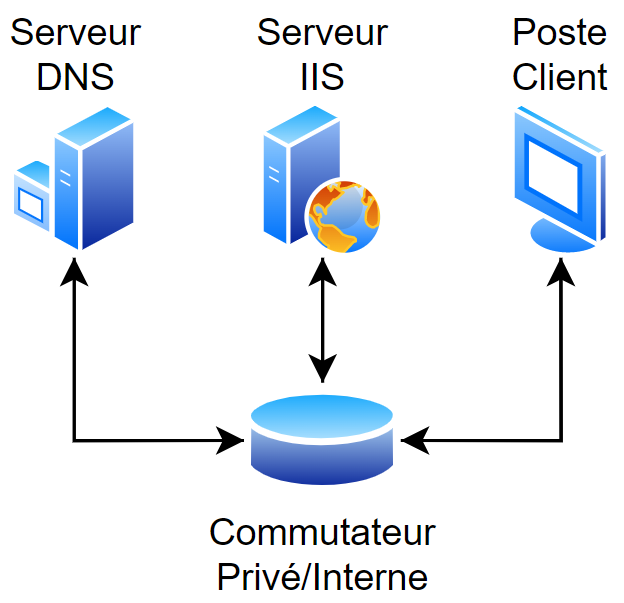 Serveur
DNS
Serveur
IIS
Poste
Client
Commutateur
Privé/Interne